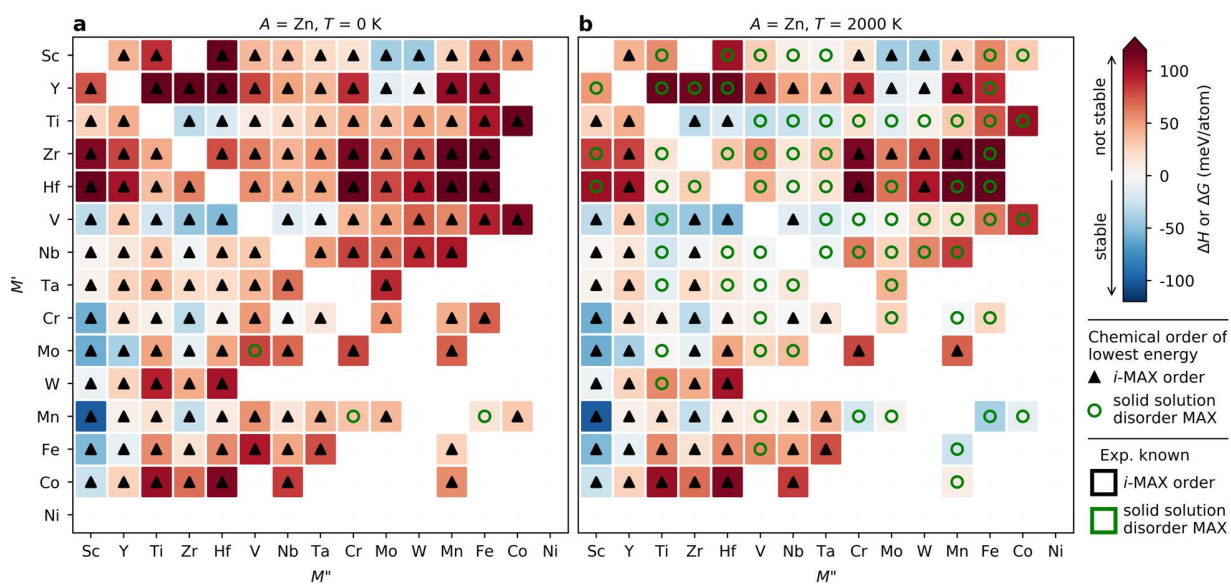 a
A = Zn, T = 0 K
b
A = Zn, T = 2000 K
M'
Sc
Y
Ti
Zr
Hf
V
Nb
Ta
Cr
Mo
W
Mn
Fe
Co
Ni
Sc Y Ti Zr Hf V Nb Ta Cr Mo W Mn Fe Co Ni
M"
Sc Y Ti Zr Hf V Nb Ta Cr Mo W Mn Fe Co Ni
M"
not stable
stable
100
50
0
-50
-100
ΔH or ΔG (meV/atom)
Chemical order of
lowest energy
i-MAX order
solid solution
disorder MAX
Exp. known
i-MAX order
solid solution
disorder MAX